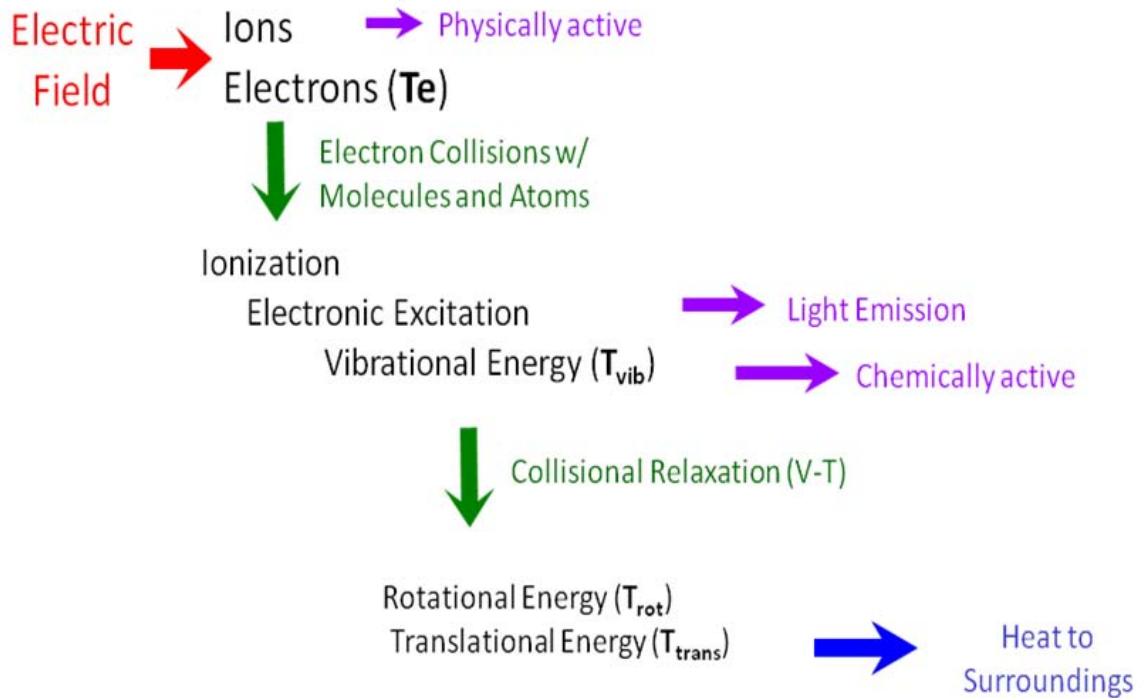 Electric
Field
Ions
Physically active
Electrons (Te)
Electron Collisions w/
Molecules and Atoms
Ionization
Electronic Excitation
Light Emission
Vibrational Energy (Tvib)
Chemically active
Collisional Relaxation (V-T)
Rotational Energy (Trot)
Translational Energy (Ttrans)
Heat to
Surroundings